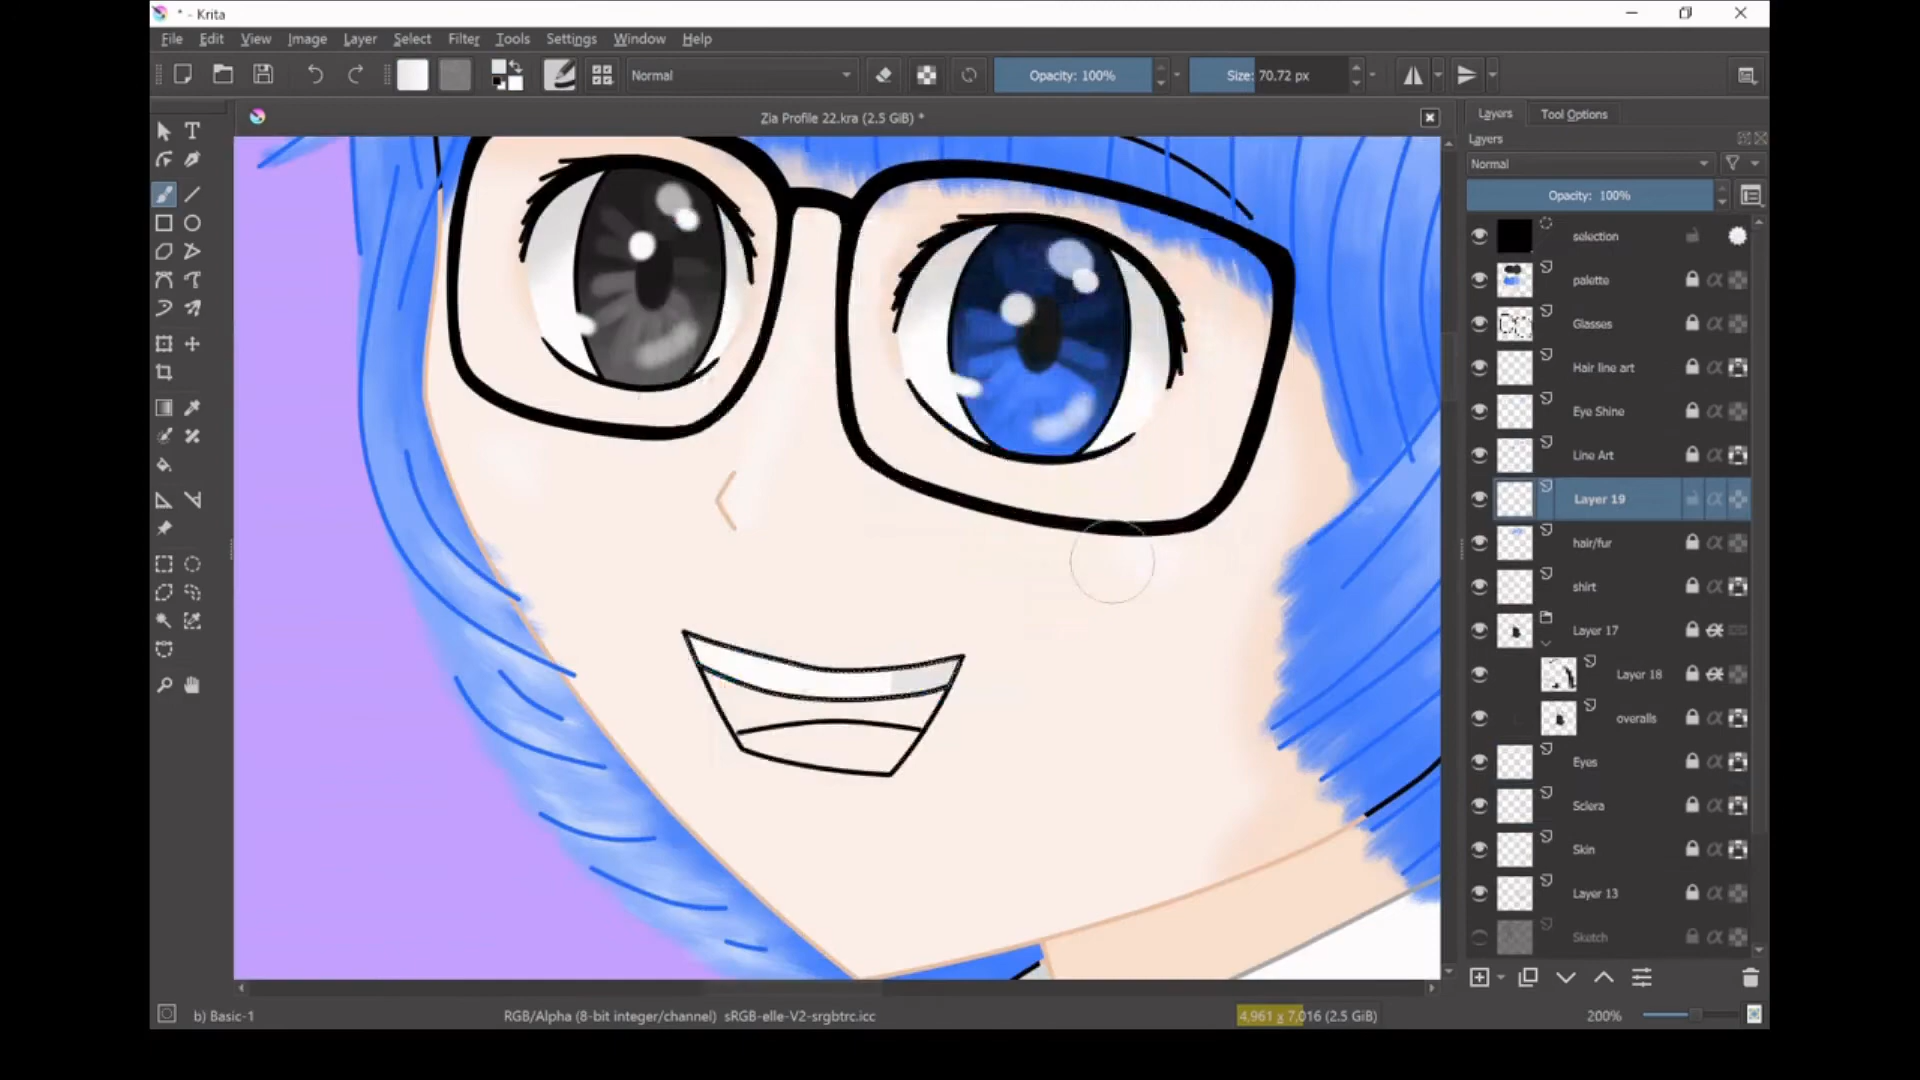 * - Krita
File Edit View Image Layer Select Filter Tools Settings Window Help
Normal Opacity: 100% Size: 70.72 px
Zia Profile 22.kra (2.5 GiB) *
Layers Tool Options
Layers
Normal
Opacity: 100%
selection
palette
Glasses
Hair line art
Eye Shine
Line Art
Layer 19
hair/fur
shirt
Layer 17
Layer 18
overalls
Eyes
Sclera
Skin
Layer 13
Sketch
b) Basic-1 RGB/Alpha (8-bit integer/channel) sRGB-elle-V2-srgbtrc.icc 4,961 x 7,016 (2.5 GiB) 200%